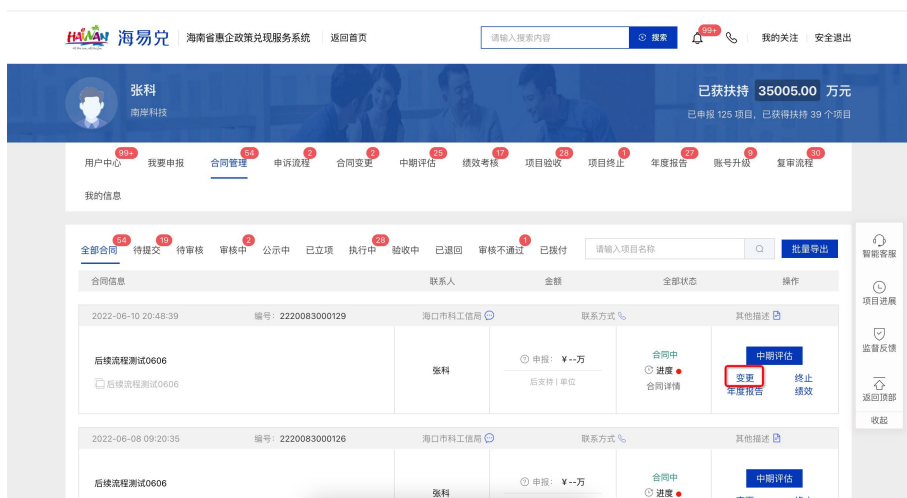 HAINAN 海易兑 海南省惠企政策兑现服务系统 返回首页 请输入搜索内容 搜索 99+ 我的关注 安全退出
张科
南岸科技
已获扶持 35005.00 万元
已申报 125 项目，已获得扶持 39 个项目
用户中心 99+ 我要申报 合同管理 54 申诉流程 2 合同变更 2 中期评估 25 绩效考核 17 项目验收 28 项目终止 1 年度报告 27 账号升级 9 复审流程 30
我的信息
全部合同 54 待提交 19 待审核 审核中 2 公示中 已立项 执行中 28 验收中 已退回 审核不通过 1 已拨付 请输入项目名称 批量导出
合同信息 联系人 金额 全部状态 操作
2022-06-10 20:48:39 编号：2220083000129 海口市科工信局 联系方式 其他描述
后续流程测试0606
后续流程测试0606
张科
申报：￥--万
后支持 | 单位
合同中
进度
合同详情
中期评估
变更 终止
年度报告 绩效
2022-06-08 09:20:35 编号：2220083000126 海口市科工信局 联系方式 其他描述
后续流程测试0606
张科
申报：￥--万
合同中
进度
中期评估
智能客服
项目进展
监督反馈
返回顶部
收起